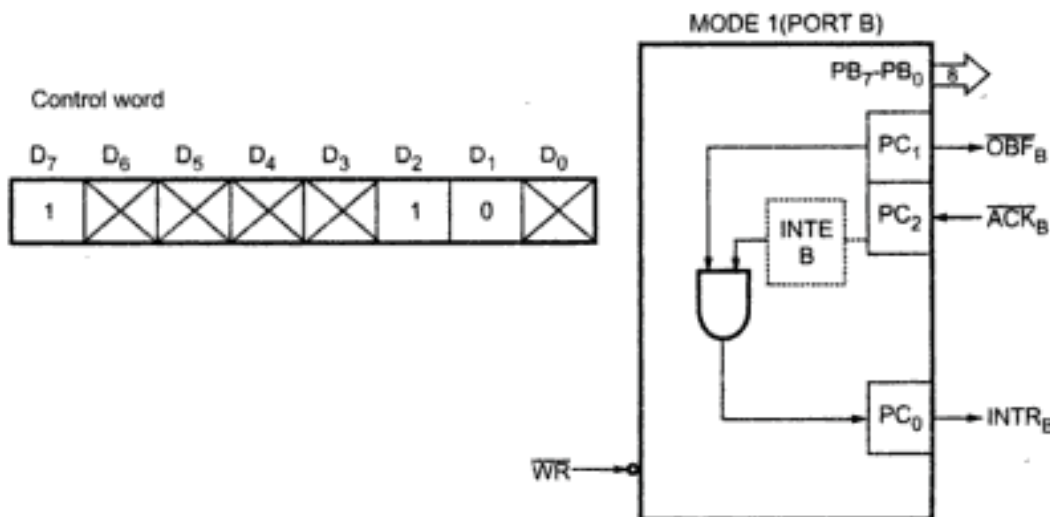 MODE 1(PORT B)
PB7-PB0
8
Control word
D7 D6 D5 D4 D3 D2 D1 D0
1 1 0
PC1
OBFB
PC2
ACKB
INTE
B
PC0
INTRB
WR